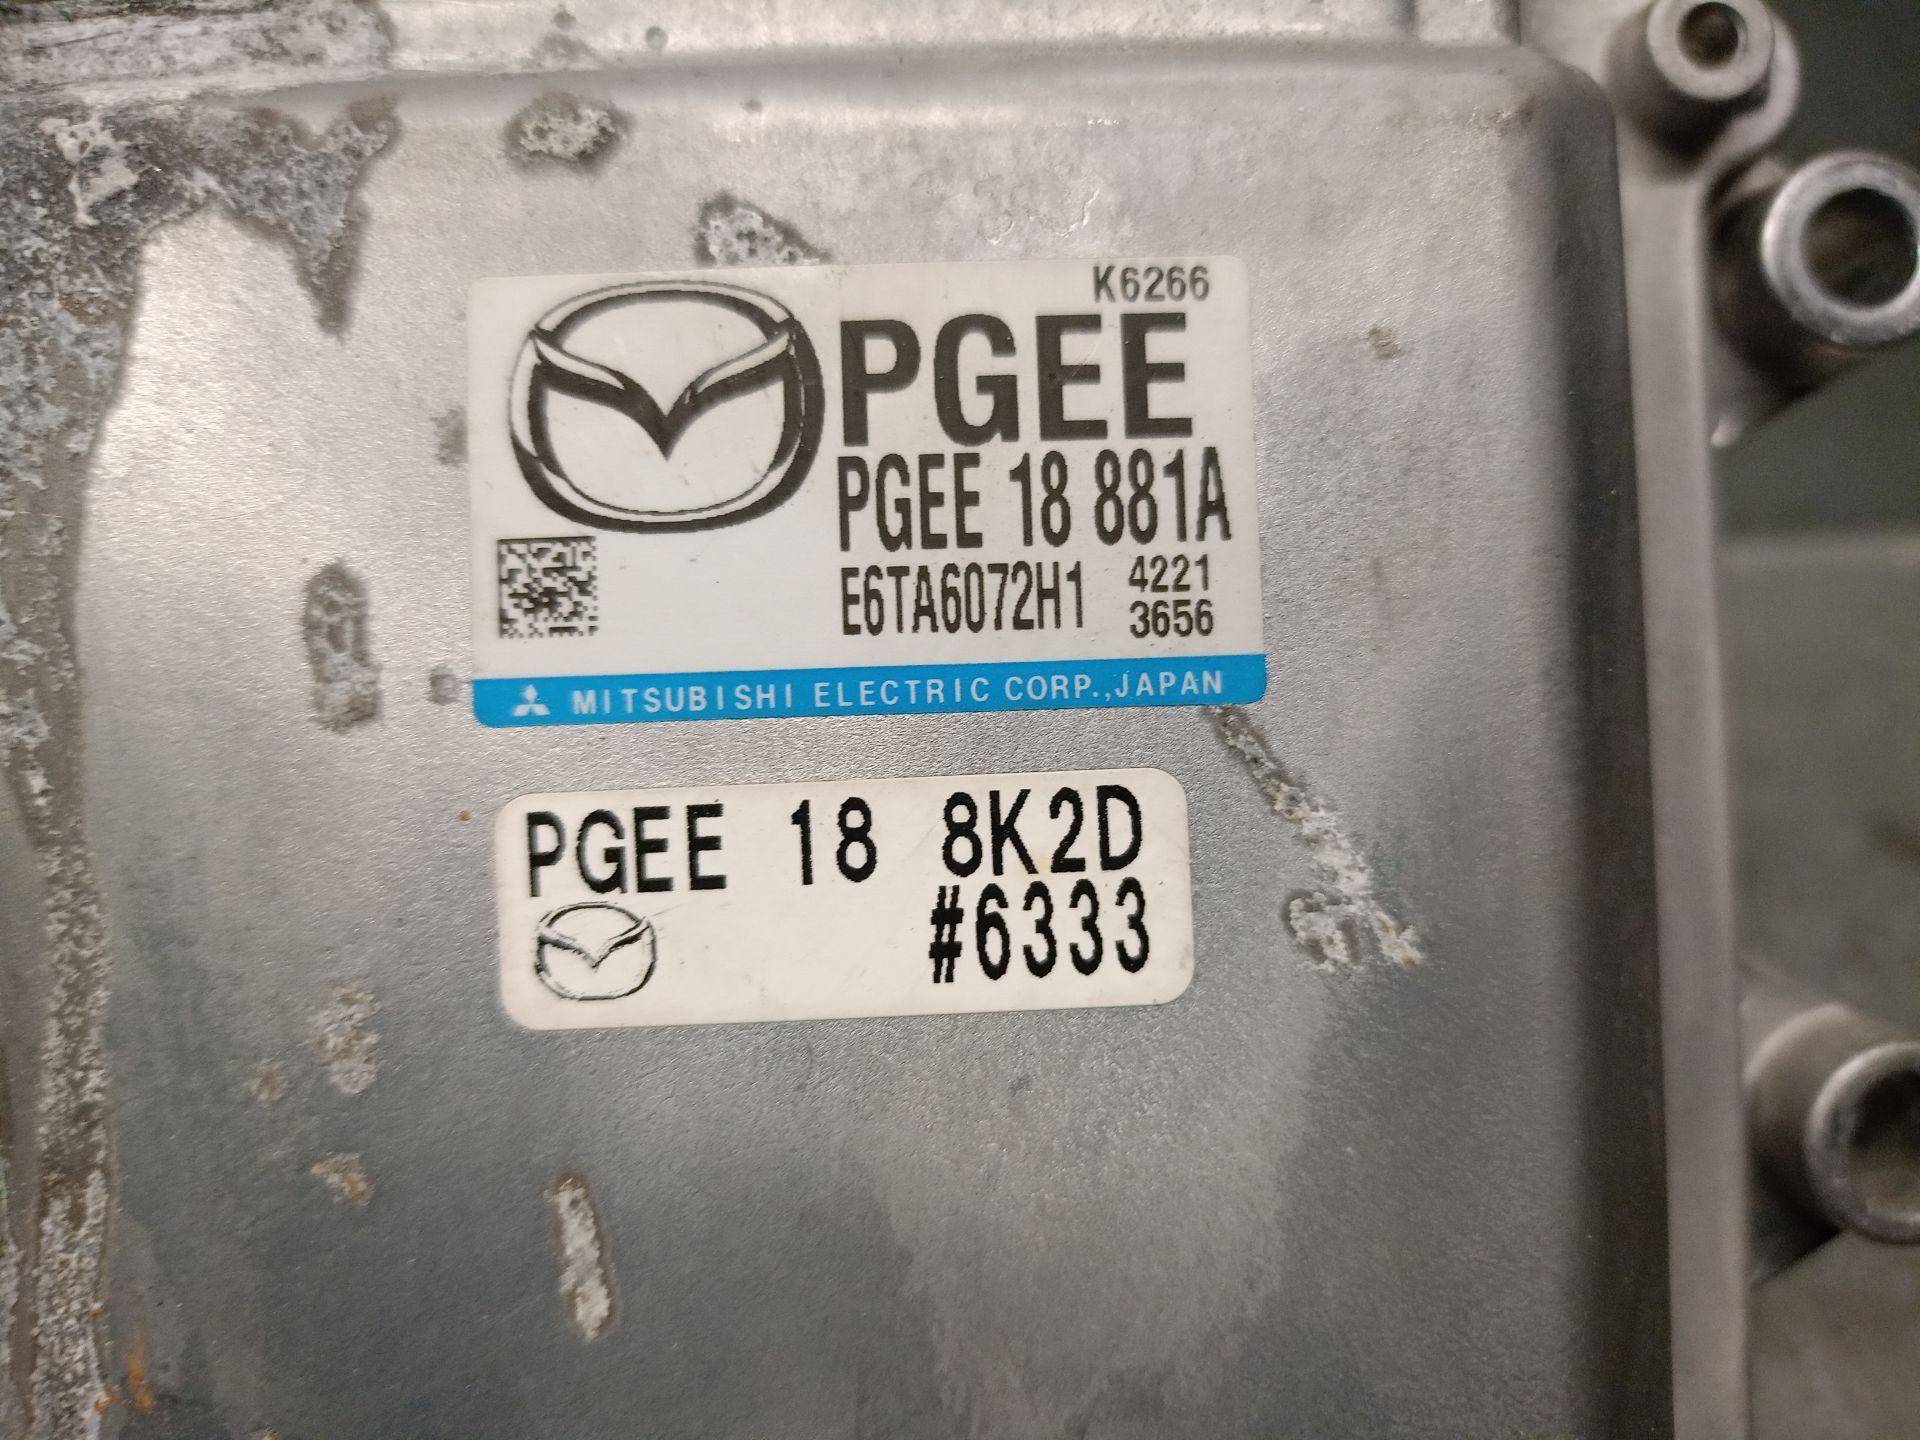 K6266
PGEE
PGEE 18 881A
E6TA6072H1 4221
3656
MITSUBISHI ELECTRIC CORP.,JAPAN
PGEE 18 8K2D
#6333